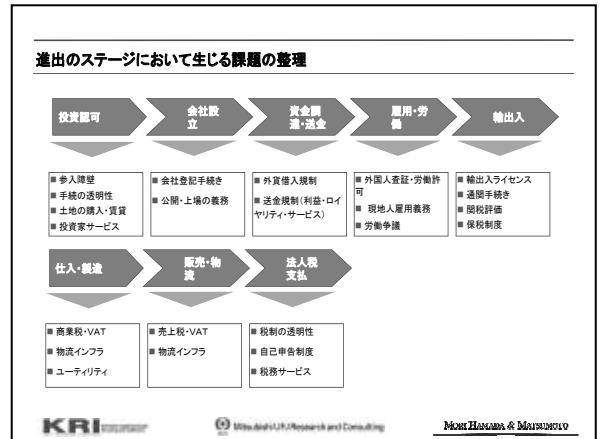 進出のステージにおいて生じる課題の整理
投資認可
会社設
立
資金調
達・送金
雇用・労
働
輸出入
■ 参入障壁
■ 手続の透明性
■ 土地の購入・賃貸
■ 投資家サービス
■ 会社登記手続き
■ 公開・上場の義務
■ 外貨借入規制
■ 送金規制(利益・ロイ
ヤリティ・サービス)
■ 外国人査証・労働許
可
■ 現地人雇用義務
■ 労働争議
■ 輸出入ライセンス
■ 通関手続き
■ 関税評価
■ 保税制度
仕入・製造
販売・物
流
法人税
支払
■ 商業税・VAT
■ 物流インフラ
■ ユーティリティ
■ 売上税・VAT
■ 物流インフラ
■ 税制の透明性
■ 自己申告制度
■ 税務サービス
KRI
Mitsubishi UFJ Research and Consulting
MORI HAMADA & MATSUMOTO